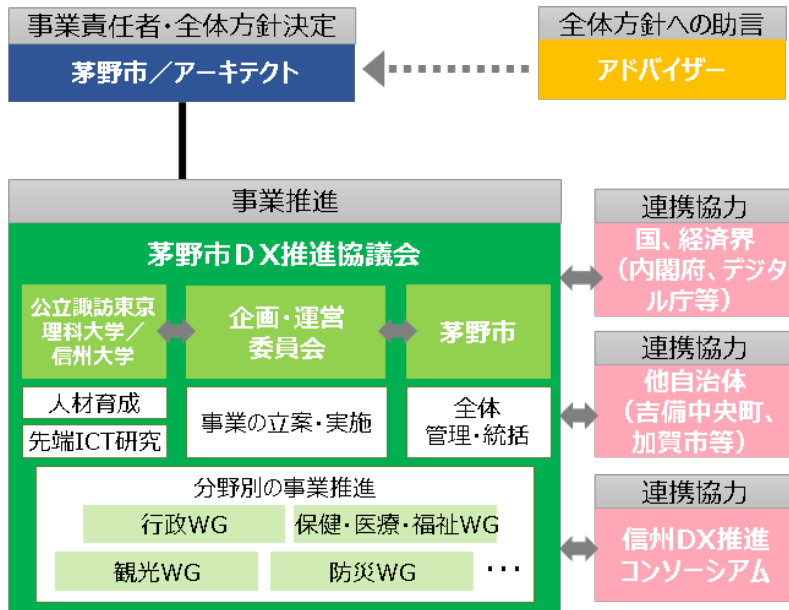 事業責任者・全体方針決定
茅野市／アーキテクト
全体方針への助言
アドバイザー
事業推進
茅野市DX推進協議会
公立諏訪東京
理科大学／
信州大学
企画・運営
委員会
茅野市
人材育成
先端ICT研究
事業の立案・実施
全体
管理・統括
分野別の事業推進
行政WG
保健・医療・福祉WG
観光WG
防災WG
・・・
連携協力
国、経済界
（内閣府、デジタ
ル庁等）
連携協力
他自治体
（吉備中央町、
加賀市等）
連携協力
信州DX推進
コンソーシアム